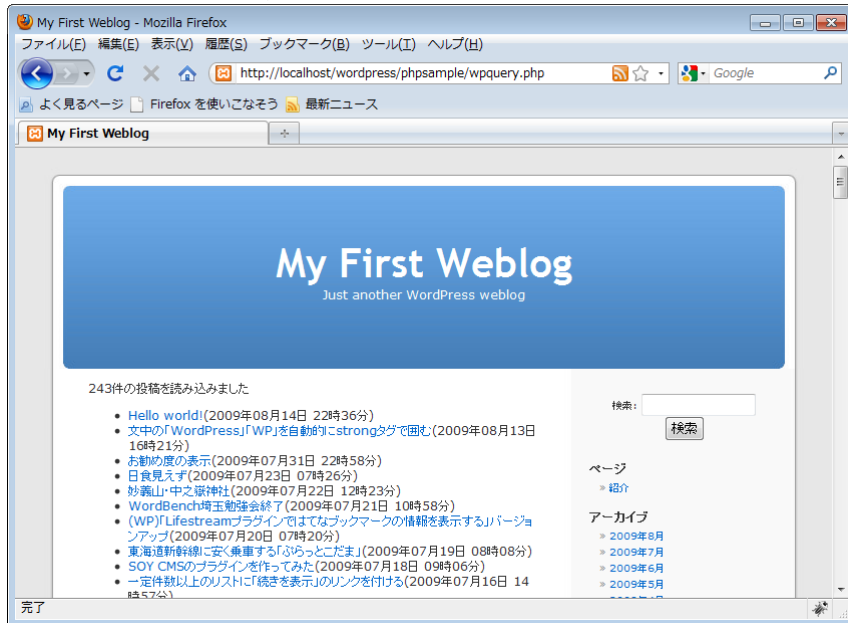 My First Weblog - Mozilla Firefox
ファイル(F) 編集(E) 表示(V) 履歴(S) ブックマーク(B) ツール(T) ヘルプ(H)
http://localhost/wordpress/phpsample/wpquery.php
Google
よく見るページ Firefox を使いこなそう 最新ニュース
My First Weblog
My First Weblog
Just another WordPress weblog
243件の投稿を読み込みました
Hello world!(2009年08月14日 22時36分)
文中の「WordPress」「WP」を自動的にstrongタグで囲む(2009年08月13日
16時21分)
お勧め度の表示(2009年07月31日 22時58分)
日食見えず(2009年07月23日 07時26分)
妙義山・中之嶽神社(2009年07月22日 12時23分)
WordBench埼玉勉強会終了(2009年07月21日 10時58分)
(WP)「Lifestreamプラグインではてなブックマークの情報を表示する」バージョ
ンアップ(2009年07月20日 07時20分)
東海道新幹線に安く乗車する「ぷらっとこだま」(2009年07月19日 08時08分)
SOY CMSのプラグインを作ってみた(2009年07月18日 09時06分)
一定件数以上のリストに「続きを表示」のリンクを付ける(2009年07月16日 14
時57分)
検索:
検索
ページ
» 紹介
アーカイブ
» 2009年8月
» 2009年7月
» 2009年6月
» 2009年5月
完了